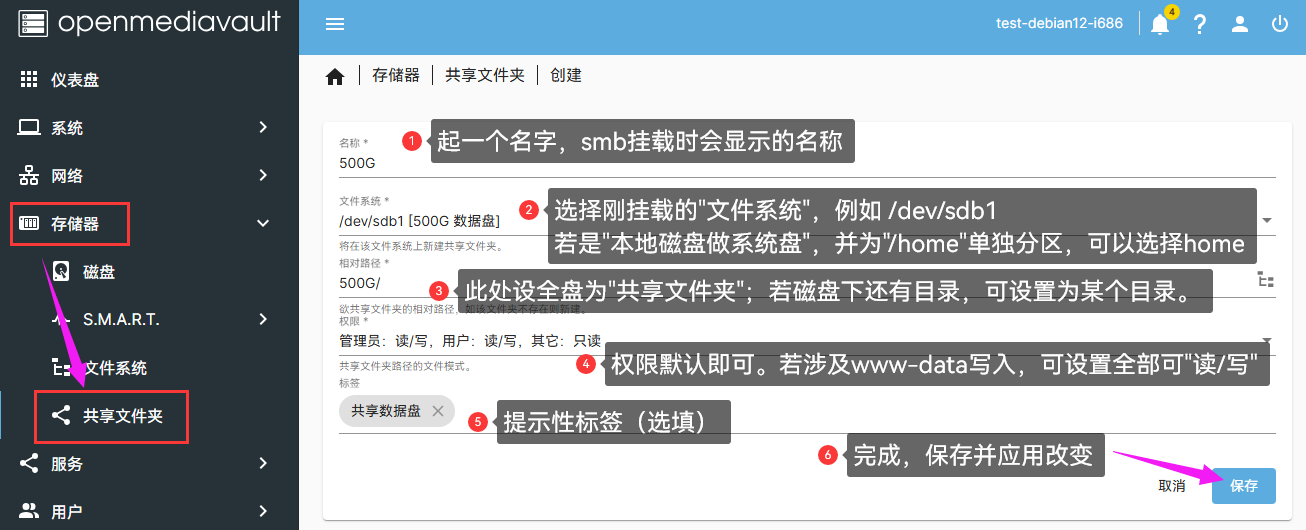 openmediavault
test-debian12-i686
4
仪表盘
系统
网络
存储器
磁盘
S.M.A.R.T.
文件系统
共享文件夹
服务
用户
存储器 | 共享文件夹 | 创建
名称 *
500G
1 起一个名字，smb挂载时会显示的名称
文件系统 *
/dev/sdb1 [500G 数据盘]
2 选择刚挂载的"文件系统"，例如 /dev/sdb1
若是"本地磁盘做系统盘"，并为"/home"单独分区，可以选择home
将在该文件系统上新建共享文件夹。
相对路径 *
500G/
3 此处设全盘为"共享文件夹"；若磁盘下还有目录，可设置为某个目录。
欲共享文件夹的相对路径，如该文件夹不存在则新建。
权限 *
管理员：读/写，用户：读/写，其它：只读
4 权限默认即可。若涉及www-data写入，可设置全部可"读/写"
共享文件夹路径的文件模式。
标签
共享数据盘
5 提示性标签（选填）
6 完成，保存并应用改变
取消
保存